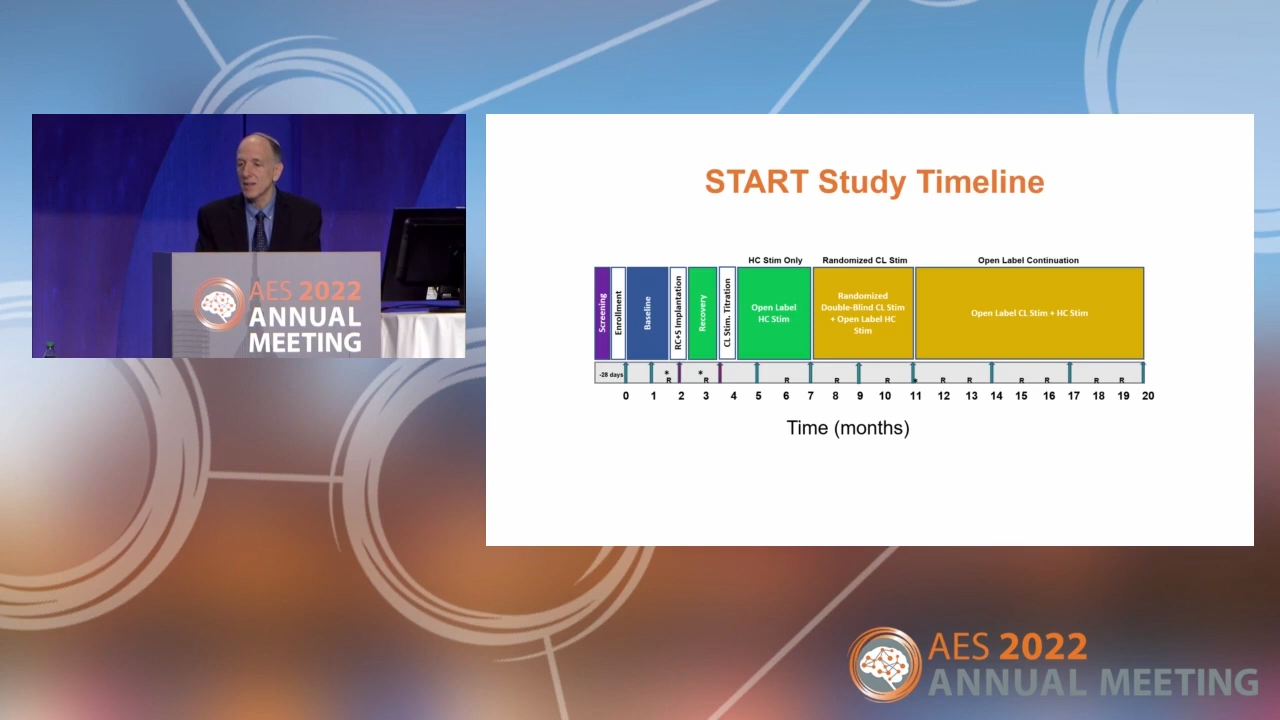 AES 2022
ANNUAL
MEETING
START Study Timeline
HC Stim Only
Randomized CL Stim
Open Label Continuation
Screening
Enrollment
Baseline
RC+S Implantation
Recovery
CL Stim. Titration
Open Label
HC Stim
Randomized
Double-Blind CL Stim
+ Open Label HC
Stim
Open Label CL Stim + HC Stim
-28 days
* *
R R R R R R R R R R R R
0 1 2 3 4 5 6 7 8 9 10 11 12 13 14 15 16 17 18 19 20
Time (months)
AES 2022
ANNUAL MEETING